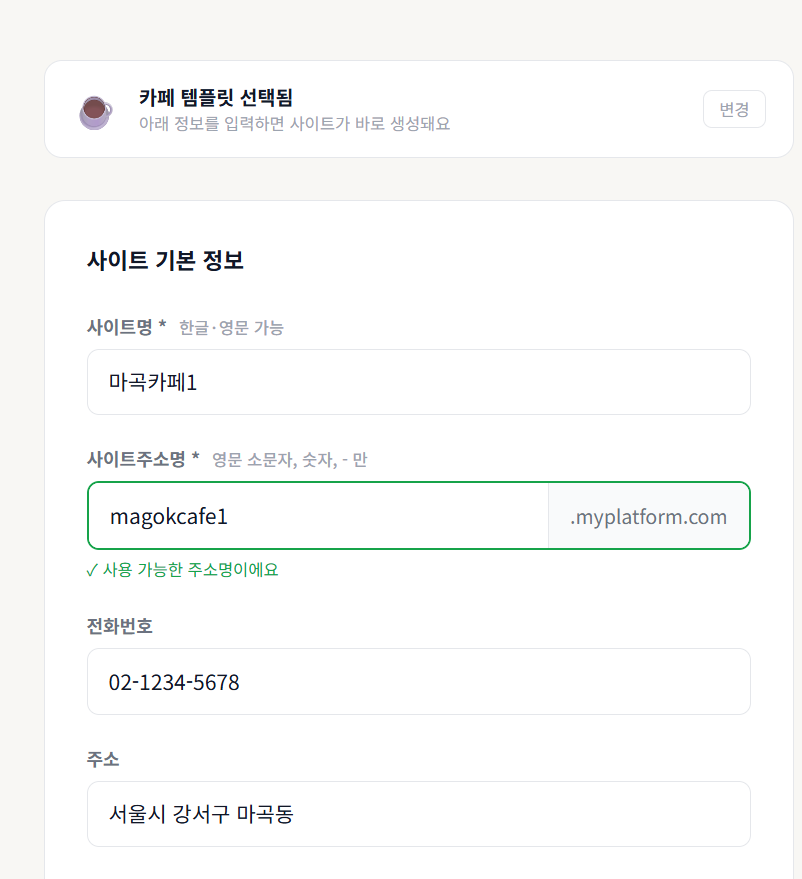 카페 템플릿 선택됨
아래 정보를 입력하면 사이트가 바로 생성돼요
변경
사이트 기본 정보
사이트명 * 한글·영문 가능
마곡카페1
사이트주소명 * 영문 소문자, 숫자, - 만
magokcafe1 .myplatform.com
✓ 사용 가능한 주소명이에요
전화번호
02-1234-5678
주소
서울시 강서구 마곡동